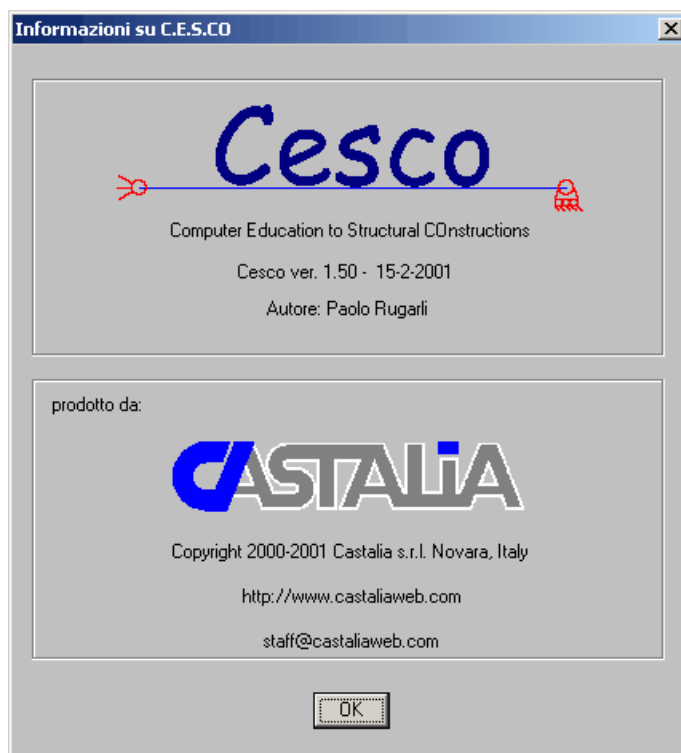 Informazioni su C.E.S.CO
Cesco
Computer Education to Structural COnstructions
Cesco ver. 1.50 - 15-2-2001
Autore: Paolo Rugarli
prodotto da:
CASTALiA
Copyright 2000-2001 Castalia s.r.l. Novara, Italy
http://www.castaliaweb.com
staff@castaliaweb.com
OK